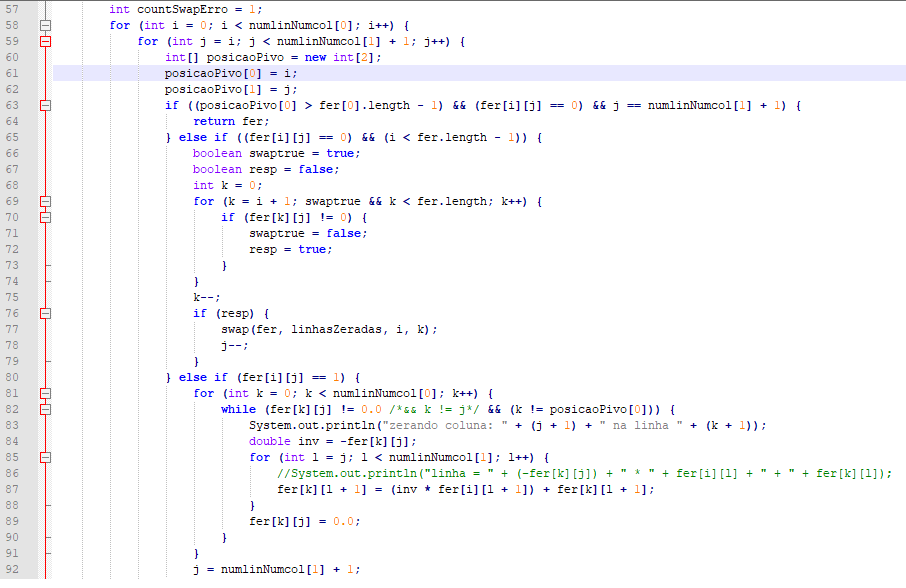 57 int countSwapErro = 1;
58 for (int i = 0; i < numlinNumcol[0]; i++) {
59 for (int j = i; j < numlinNumcol[1] + 1; j++) {
60 int[] posicaoPivo = new int[2];
61 posicaoPivo[0] = i;
62 posicaoPivo[1] = j;
63 if ((posicaoPivo[0] > fer[0].length - 1) && (fer[i][j] == 0) && j == numlinNumcol[1] + 1) {
64 return fer;
65 } else if ((fer[i][j] == 0) && (i < fer.length - 1)) {
66 boolean swaptrue = true;
67 boolean resp = false;
68 int k = 0;
69 for (k = i + 1; swaptrue && k < fer.length; k++) {
70 if (fer[k][j] != 0) {
71 swaptrue = false;
72 resp = true;
73 }
74 }
75 k--;
76 if (resp) {
77 swap(fer, linhasZeradas, i, k);
78 j--;
79 }
80 } else if (fer[i][j] == 1) {
81 for (int k = 0; k < numlinNumcol[0]; k++) {
82 while (fer[k][j] != 0.0 /*&& k != j*/ && (k != posicaoPivo[0])) {
83 System.out.println("zerando coluna: " + (j + 1) + " na linha " + (k + 1));
84 double inv = -fer[k][j];
85 for (int l = j; l < numlinNumcol[1]; l++) {
86 //System.out.println("linha = " + (-fer[k][j]) + " * " + fer[i][l] + " + " + fer[k][l]);
87 fer[k][l + 1] = (inv * fer[i][l + 1]) + fer[k][l + 1];
88 }
89 fer[k][j] = 0.0;
90 }
91 }
92 j = numlinNumcol[1] + 1;